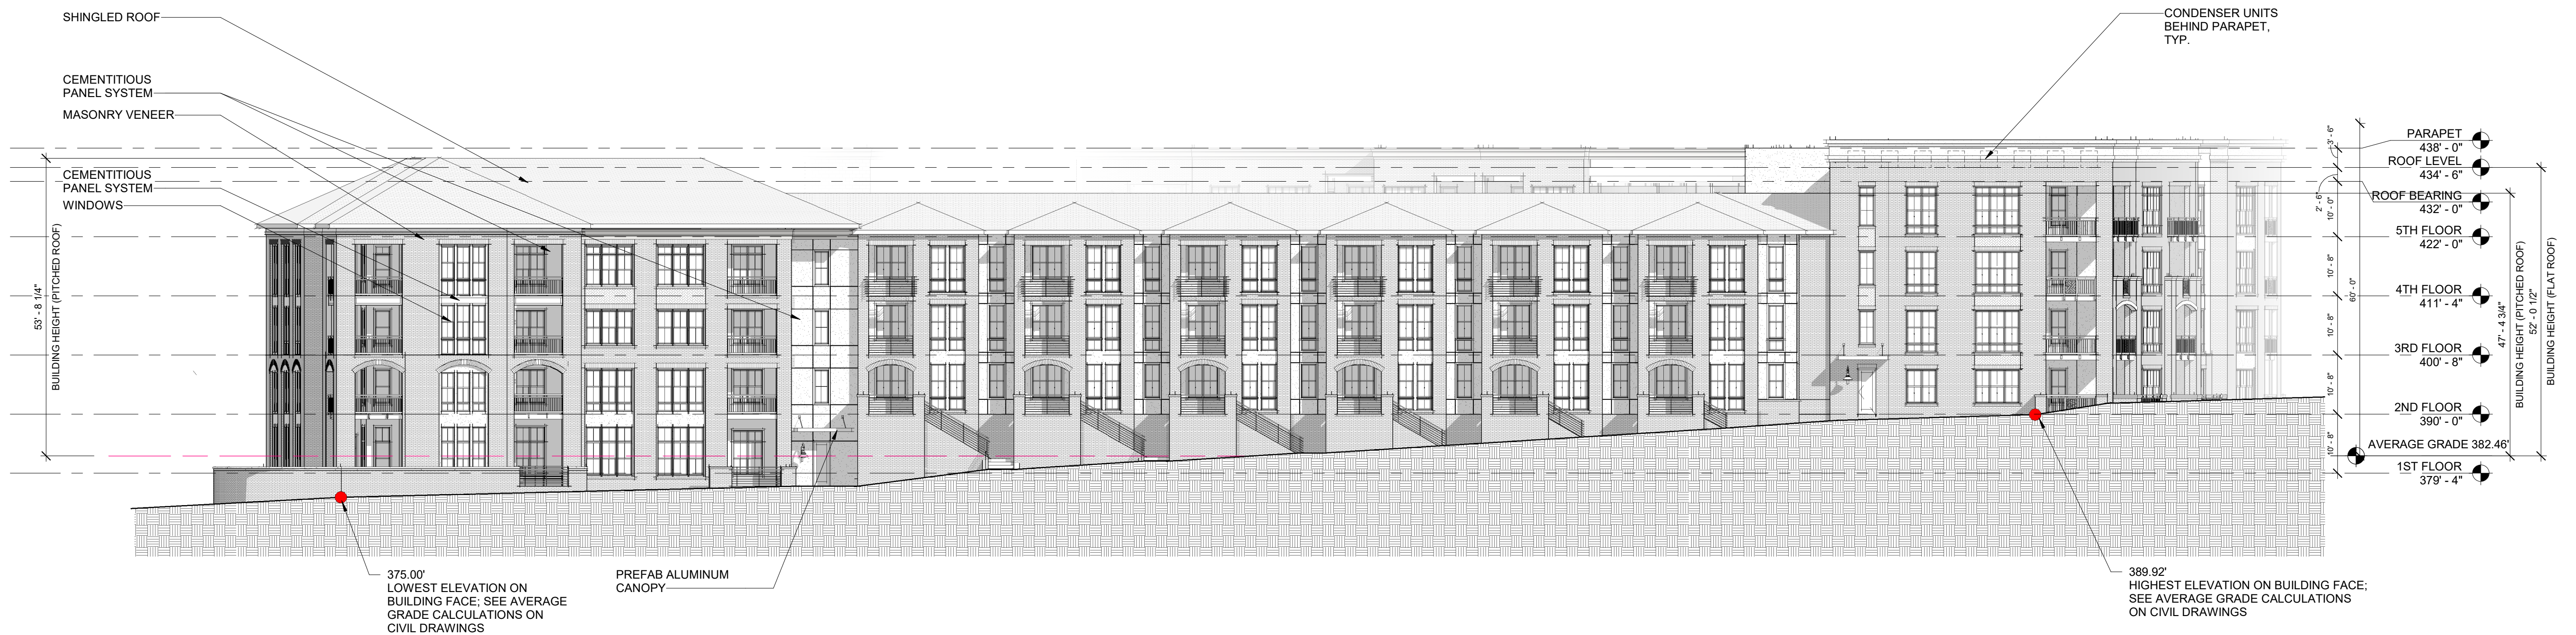 SHINGLED ROOF
CEMENTITIOUS
PANEL SYSTEM
MASONRY VENEER
CEMENTITIOUS
PANEL SYSTEM
WINDOWS
53' - 8 1/4"
BUILDING HEIGHT (PITCHED ROOF)
375.00'
LOWEST ELEVATION ON
BUILDING FACE; SEE AVERAGE
GRADE CALCULATIONS ON
CIVIL DRAWINGS
PREFAB ALUMINUM
CANOPY
CONDENSER UNITS
BEHIND PARAPET,
TYP.
PARAPET
438' - 0"
ROOF LEVEL
434' - 6"
ROOF BEARING
432' - 0"
5TH FLOOR
422' - 0"
4TH FLOOR
411' - 4"
3RD FLOOR
400' - 8"
2ND FLOOR
390' - 0"
AVERAGE GRADE 382.46'
1ST FLOOR
379' - 4"
3' - 6"
2' - 6"
10' - 0"
10' - 8"
10' - 8"
10' - 8"
10' - 8"
60' - 0"
47' - 4 3/4"
BUILDING HEIGHT (PITCHED ROOF)
52' - 0 1/2"
BUILDING HEIGHT (FLAT ROOF)
389.92'
HIGHEST ELEVATION ON BUILDING FACE;
SEE AVERAGE GRADE CALCULATIONS
ON CIVIL DRAWINGS